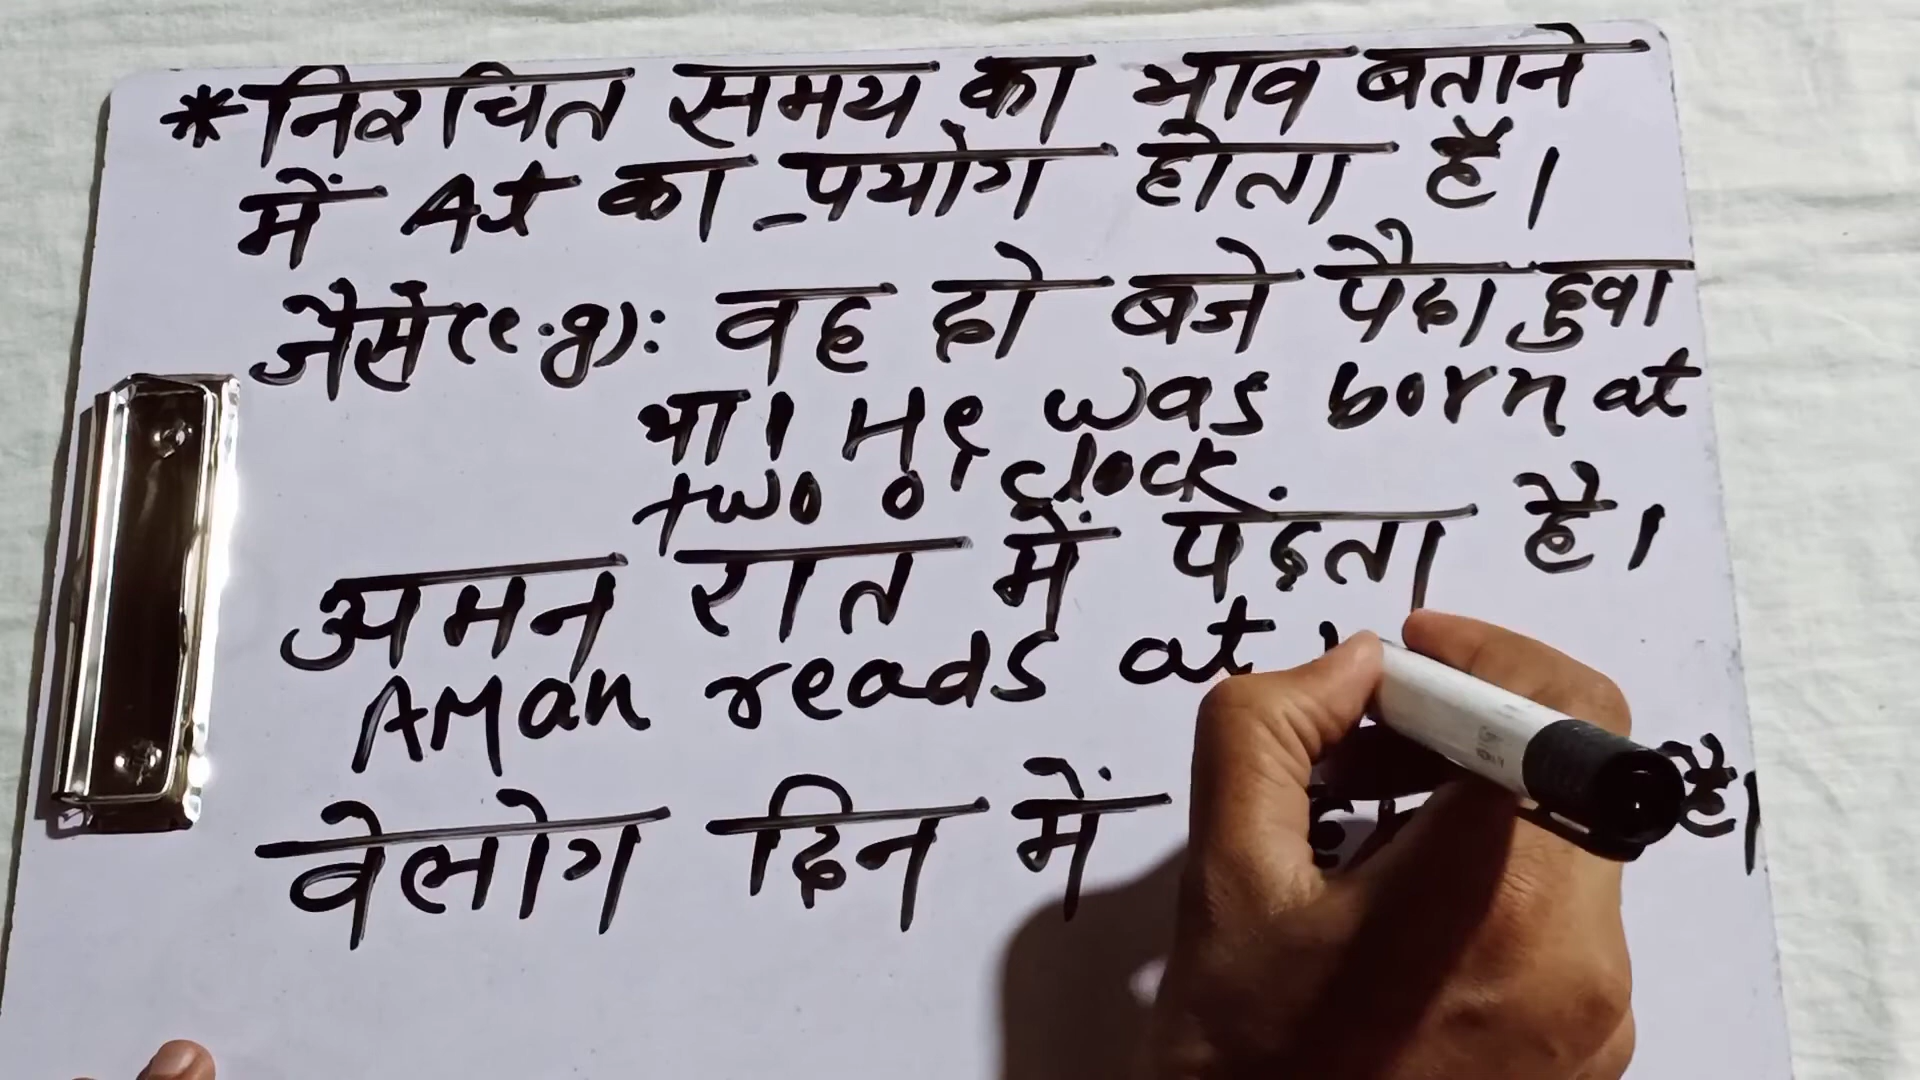 *निश्चित समय का भाव बताने
में At का प्रयोग होता है।
जैसे(e.g): वह दो बजे पैदा हुवा
था। He was born at
two o'clock.
अमन रात में पढ़ता है।
AMan reads at
वेलोग दिन में है।